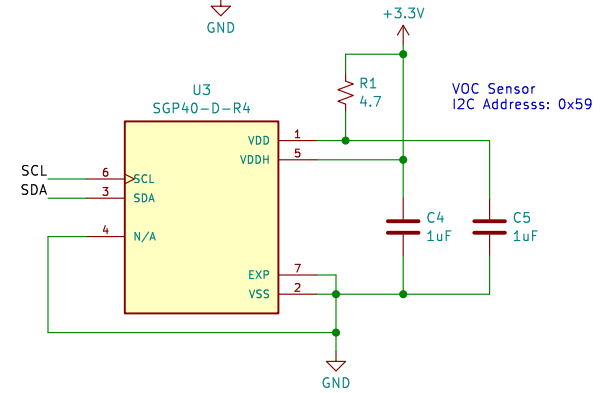 GND
+3.3V
U3
SGP40-D-R4
R1
4.7
VOC Sensor
I2C Addresss: 0x59
VDD 1
VDDH 5
SCL 6 SCL
SDA 3 SDA
4 N/A
C4
1uF
C5
1uF
EXP 7
VSS 2
GND